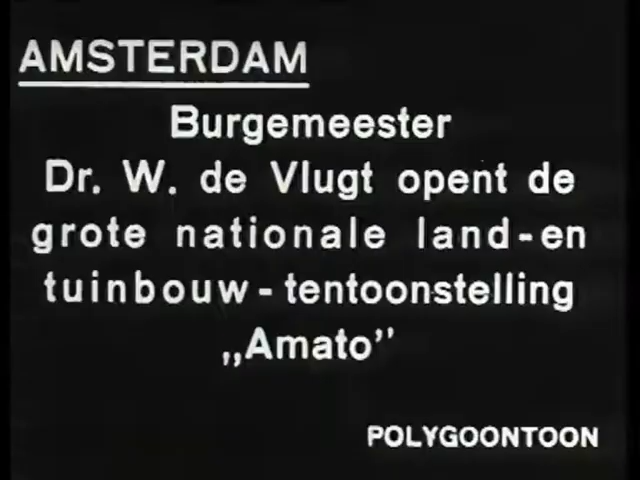 AMSTERDAM
Burgemeester
Dr. W. de Vlugt opent de
grote nationale land-en
tuinbouw-tentoonstelling
„Amato”
POLYGOONTOON